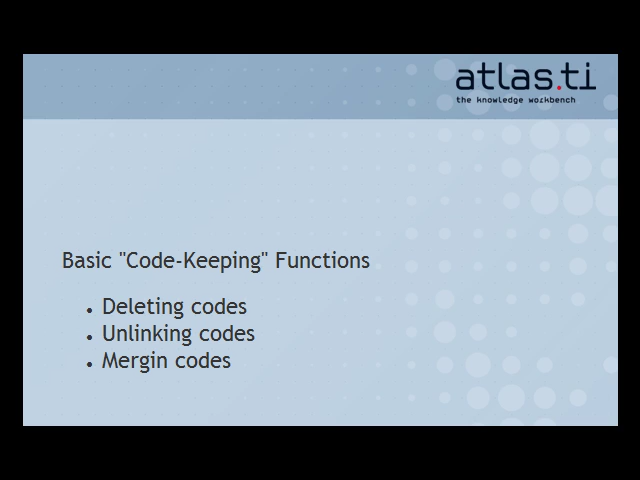 atlas.ti
the knowledge workbench
Basic "Code-Keeping" Functions
• Deleting codes
• Unlinking codes
• Mergin codes